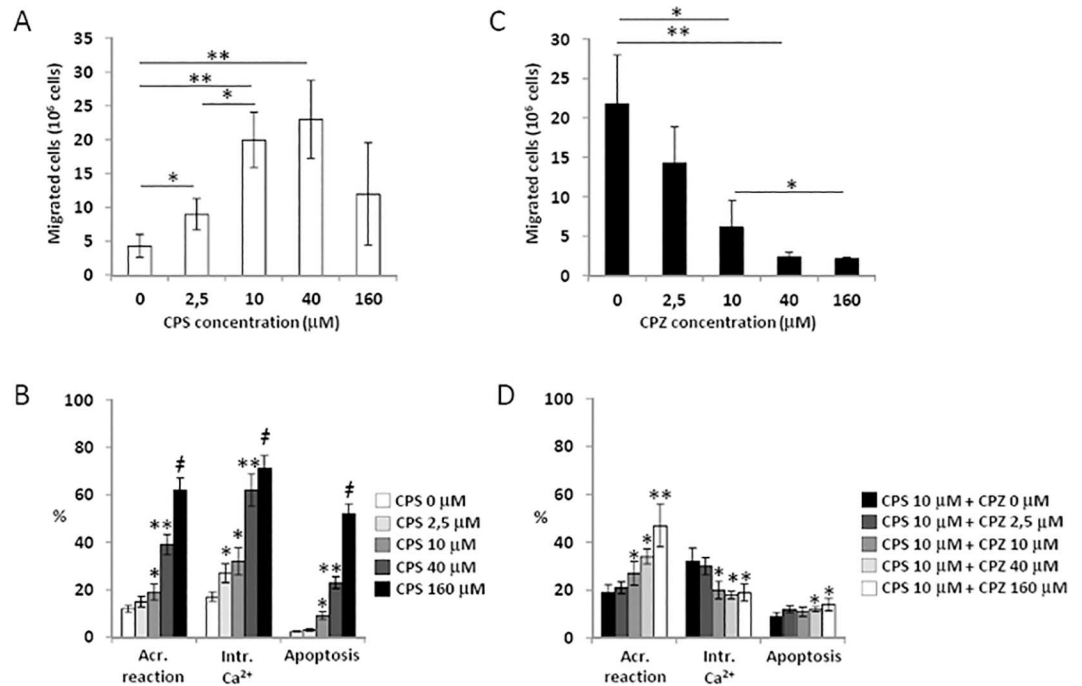 A
35
30
25
20
15
10
5
0
Migrated cells (10⁶ cells)
**
**
*
*
0 2,5 10 40 160
CPS concentration (µM)
C
30
25
20
15
10
5
0
Migrated cells (10⁶ cells)
*
**
*
0 2,5 10 40 160
CPZ concentration (µM)
B
100
80
60
40
20
0
%
*
**
ǂ
*
*
**
ǂ
*
**
ǂ
Acr. reaction
Intr. Ca²⁺
Apoptosis
CPS 0 µM
CPS 2,5 µM
CPS 10 µM
CPS 40 µM
CPS 160 µM
D
100
80
60
40
20
0
%
*
*
**
*
*
*
*
*
Acr. reaction
Intr. Ca²⁺
Apoptosis
CPS 10 µM + CPZ 0 µM
CPS 10 µM + CPZ 2,5 µM
CPS 10 µM + CPZ 10 µM
CPS 10 µM + CPZ 40 µM
CPS 10 µM + CPZ 160 µM